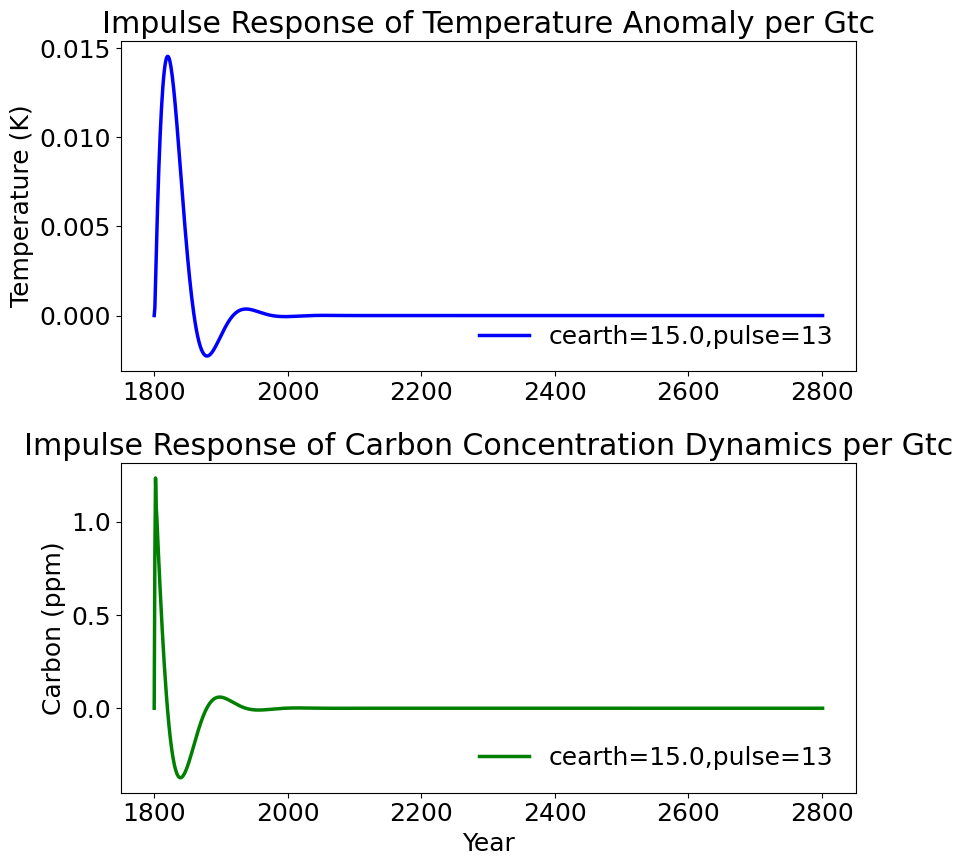 Impulse Response of Temperature Anomaly per Gtc
0.015
0.010
0.005
0.000
Temperature (K)
cearth=15.0,pulse=13
1800 2000 2200 2400 2600 2800
Impulse Response of Carbon Concentration Dynamics per Gtc
1.0
0.5
0.0
Carbon (ppm)
cearth=15.0,pulse=13
1800 2000 2200 2400 2600 2800
Year